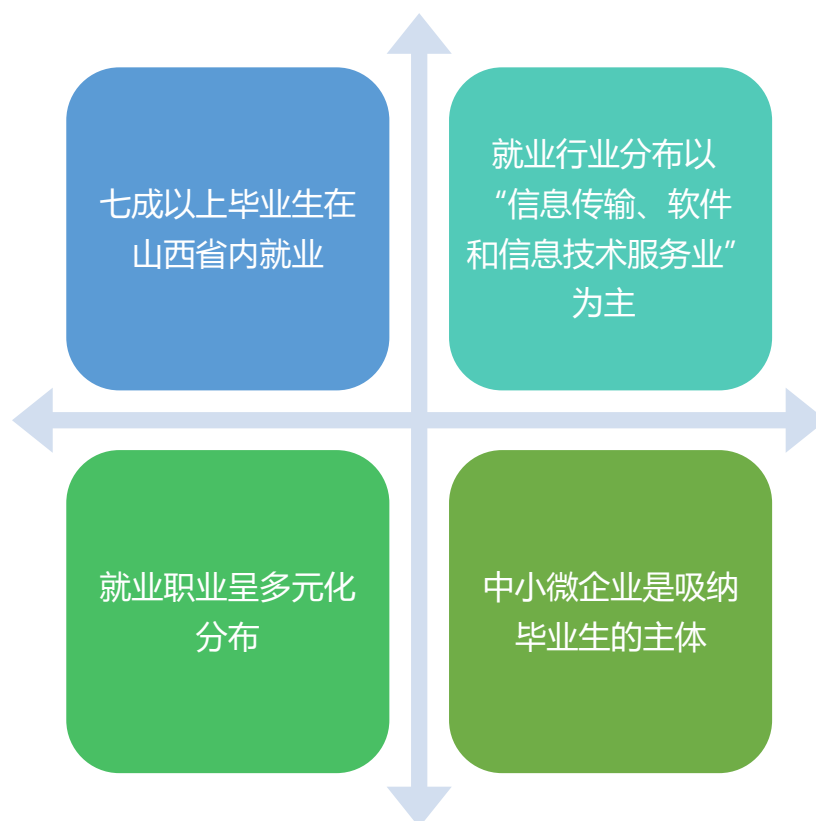 七成以上毕业生在
山西省内就业
就业行业分布以
“信息传输、软件
和信息技术服务业”
为主
就业职业呈多元化
分布
中小微企业是吸纳
毕业生的主体